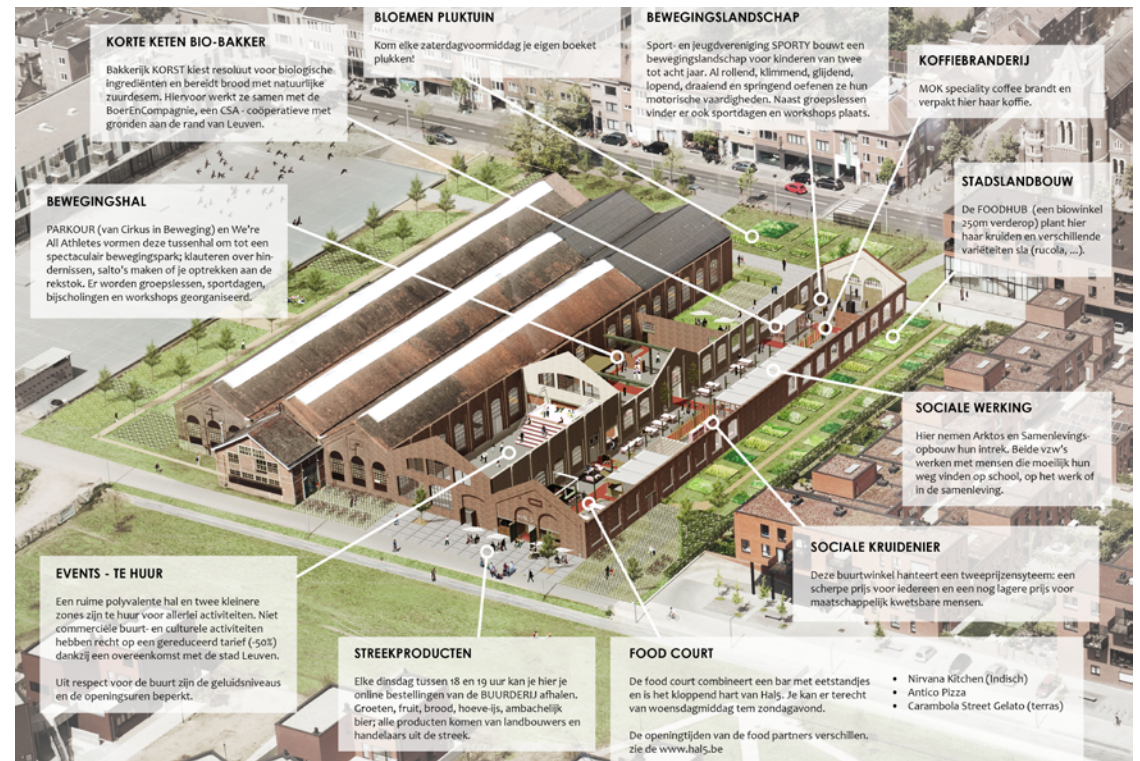 KORTE KETEN BIO-BAKKER
Bakkerijk KORST kiest resoluut voor biologische
ingrediënten en bereidt brood met natuurlijke
zuurdesem. Hiervoor werkt ze samen met de
BoerEnCompagnie, een CSA - coöperatieve met
gronden aan de rand van Leuven.
BLOEMEN PLUKTUIN
Kom elke zaterdagvoormiddag je eigen boeket
plukken!
BEWEGINGSLANDSCHAP
Sport- en jeugdvereniging SPORTY bouwt een
bewegingslandschap voor kinderen van twee
tot acht jaar. Al rollend, klimmend, glijdend,
lopend, draaiend en springend oefenen ze hun
motorische vaardigheden. Naast groepslessen
vinder er ook sportdagen en workshops plaats.
KOFFIEBRANDERIJ
MOK speciality coffee brandt en
verpakt hier haar koffie.
STADSLANDBOUW
De FOODHUB (een biowinkel
250m verderop) plant hier
haar kruiden en verschillende
variëteiten sla (rucola, ...).
BEWEGINGSHAL
PARKOUR (van Cirkus in Beweging) en We're
All Athletes vormen deze tussenhal om tot een
spectaculair bewegingspark; klauteren over hin-
dernissen, salto's maken of je optrekken aan de
rekstok. Er worden groepslessen, sportdagen,
bijscholingen en workshops georganiseerd.
SOCIALE WERKING
Hier nemen Arktos en Samenlevings-
opbouw hun intrek. Beide vzw's
werken met mensen die moeilijk hun
weg vinden op school, op het werk of
in de samenleving.
SOCIALE KRUIDENIER
Deze buurtwinkel hanteert een tweeprijzensyteem: een
scherpe prijs voor iedereen en een nog lagere prijs voor
maatschappelijk kwetsbare mensen.
EVENTS - TE HUUR
Een ruime polyvalente hal en twee kleinere
zones zijn te huur voor allerlei activiteiten. Niet
commerciële buurt- en culturele activiteiten
hebben recht op een gereduceerd tarief (-50%)
dankzij een overeenkomst met de stad Leuven.
Uit respect voor de buurt zijn de geluidsniveaus
en de openingsuren beperkt.
STREEKPRODUCTEN
Elke dinsdag tussen 18 en 19 uur kan je hier je
online bestellingen van de BUURDERIJ afhalen.
Groeten, fruit, brood, hoeve-ijs, ambachelijk
bier; alle producten komen van landbouwers en
handelaars uit de streek.
FOOD COURT
De food court combineert een bar met eetstandjes
en is het kloppend hart van Hal5. Je kan er terecht
van woensdagmiddag tem zondagavond.
De openingtijden van de food partners verschillen.
zie de www.hal5.be
• Nirvana Kitchen (Indisch)
• Antico Pizza
• Carambola Street Gelato (terras)